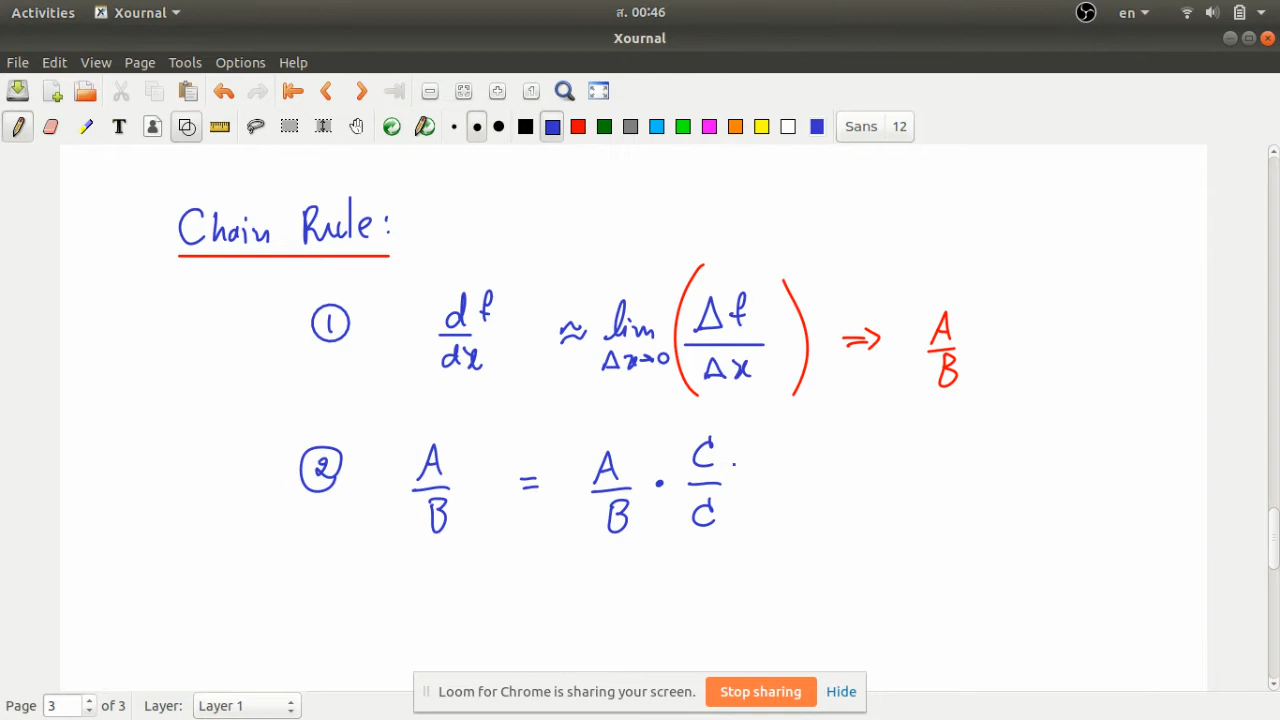 Activities Xournal ส. 00:46 en
Xournal
File Edit View Page Tools Options Help
Sans 12
Chain Rule:
① df/dx ≈ lim Δx→0 (Δf/Δx) ⇒ A/B
② A/B = A/B · C/C
Loom for Chrome is sharing your screen. Stop sharing Hide
Page 3 of 3 Layer: Layer 1